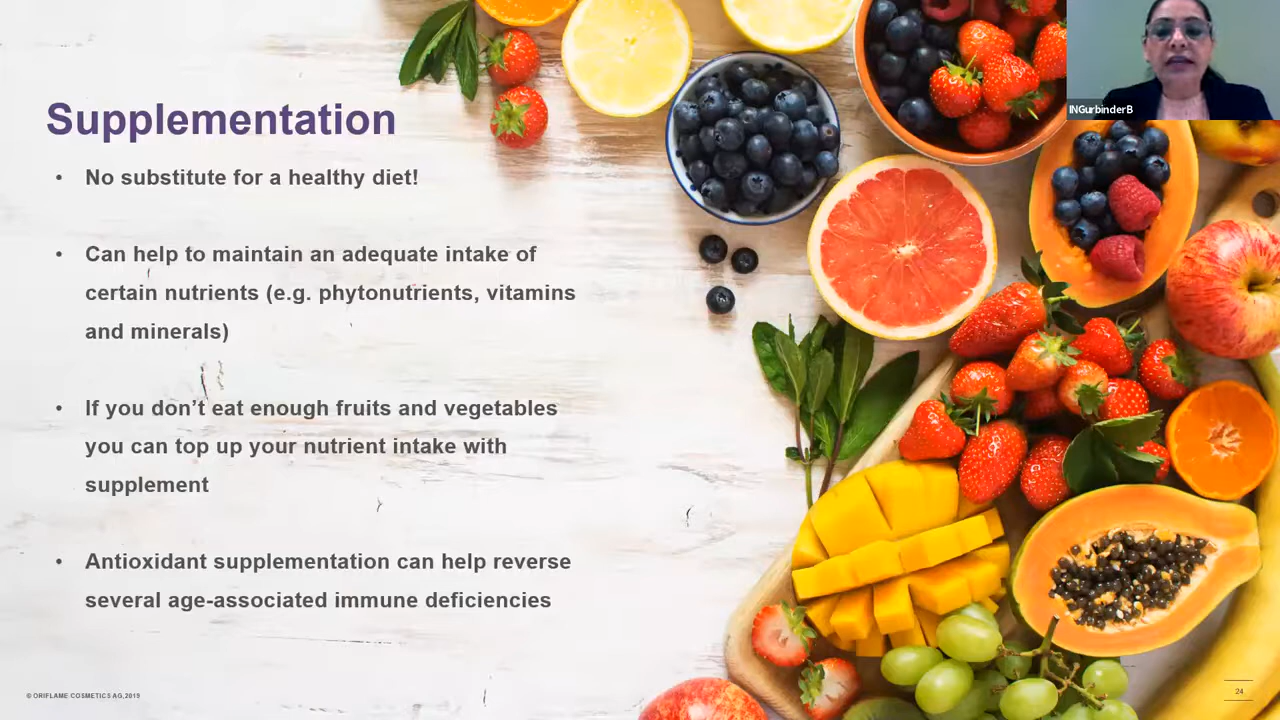 Supplementation
• No substitute for a healthy diet!
• Can help to maintain an adequate intake of
certain nutrients (e.g. phytonutrients, vitamins
and minerals)
• If you don’t eat enough fruits and vegetables
you can top up your nutrient intake with
supplement
• Antioxidant supplementation can help reverse
several age-associated immune deficiencies
INGurbinderB
© ORIFLAME COSMETICS AG,2019
24